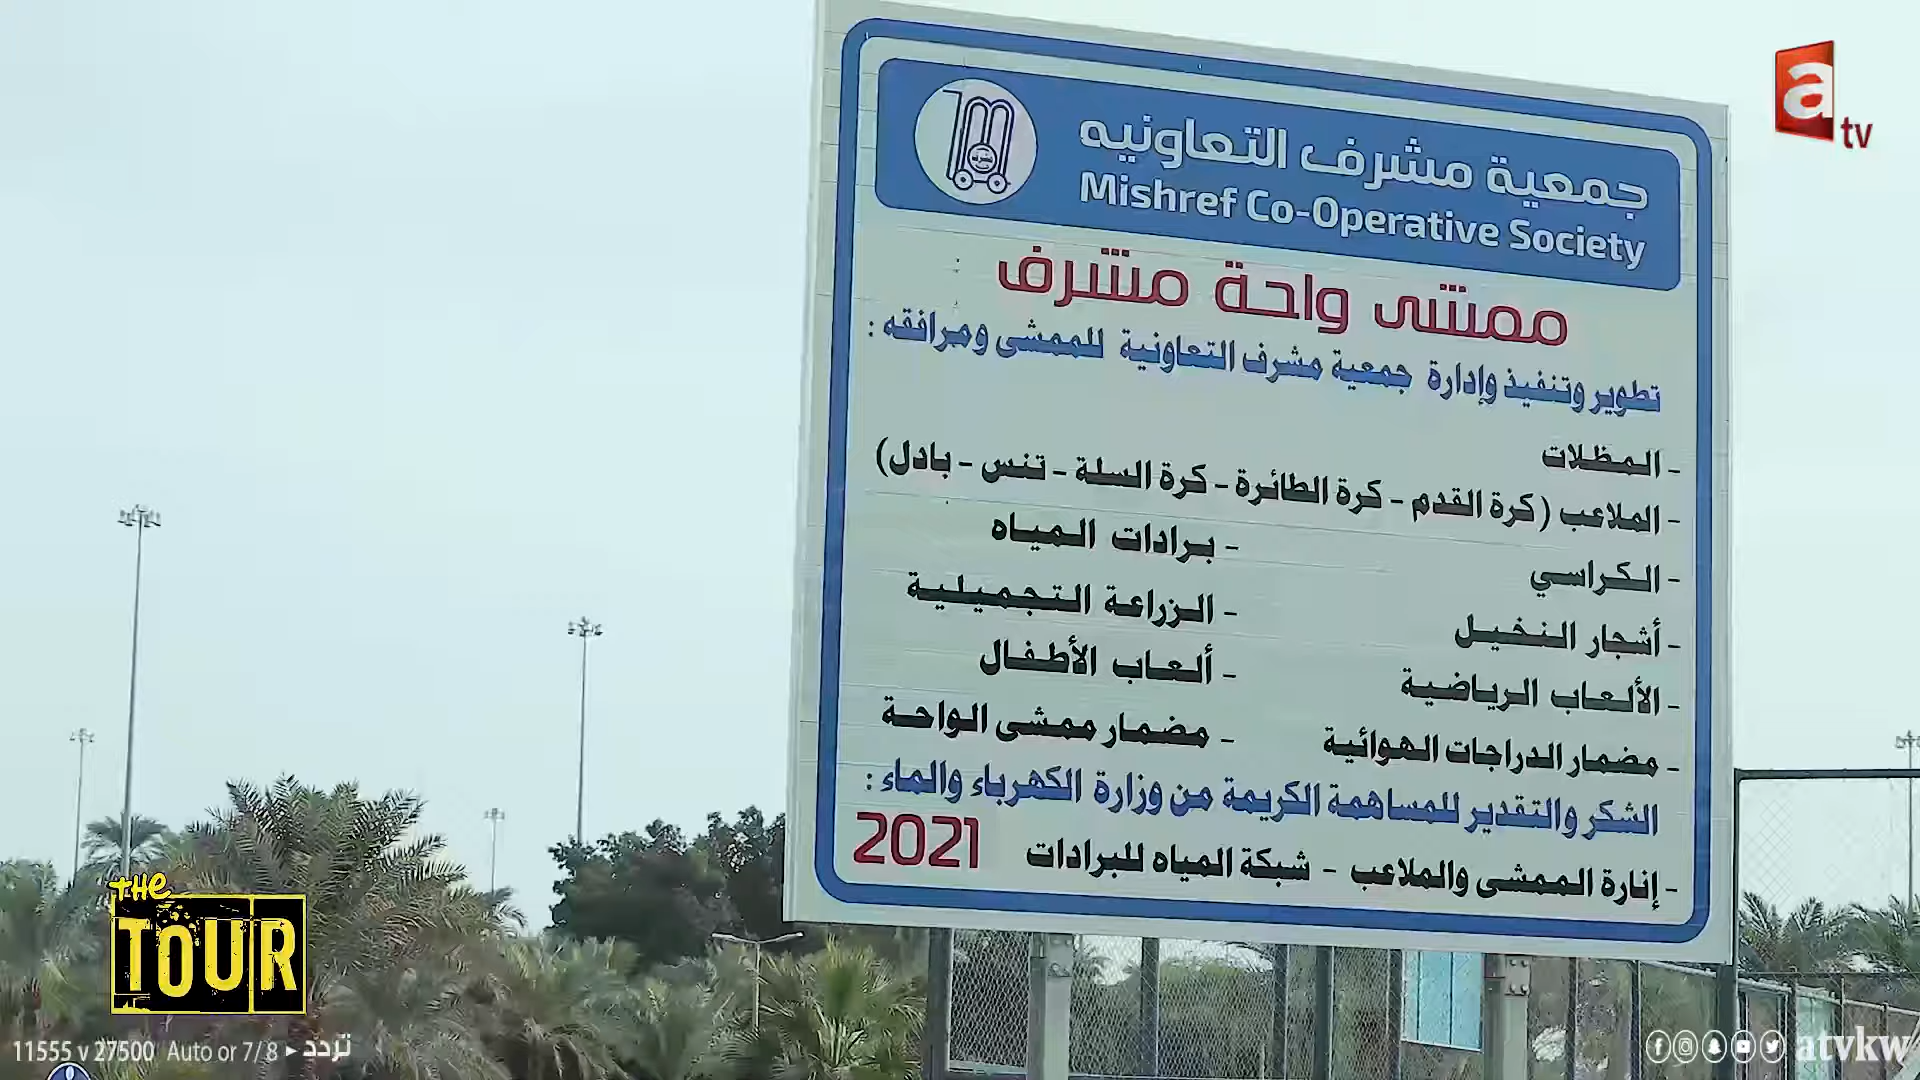 a tv
جمعية مشرف التعاونيه
Mishref Co-Operative Society
ممشى واحة مشرف
تطوير وتنفيذ وإدارة جمعية مشرف التعاونية للممشى ومرافقه :
- المظلات
- الملاعب (كرة القدم - كرة الطائرة - كرة السلة - تنس - بادل)
- الكراسي - برادات المياه
- أشجار النخيل - الزراعة التجميلية
- الألعاب الرياضية - ألعاب الأطفال
- مضمار الدراجات الهوائية - مضمار ممشى الواحة
الشكر والتقدير للمساهمة الكريمة من وزارة الكهرباء والماء :
- إنارة الممشى والملاعب - شبكة المياه للبرادات 2021
THE
TOUR
11555 v 27500 Auto or 7/8 ▸ تردد
atvkw